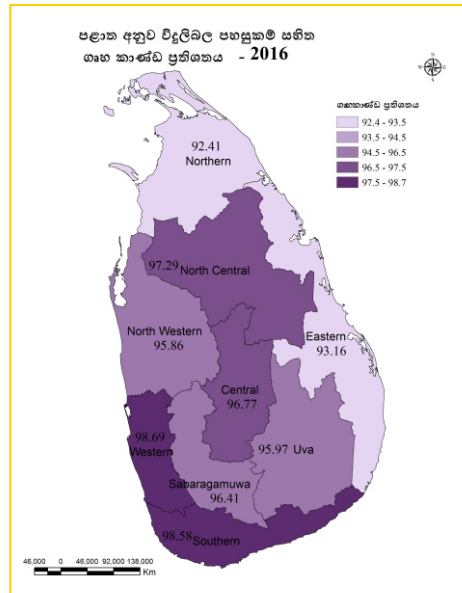 පළාත අනුව විදුලිබල පහසුකම් සහිත
ගෘහ කාණ්ඩ ප්‍රතිශතය - 2016
N
ගෘහකාණ්ඩ ප්‍රතිශතය
92.4 - 93.5
93.5 - 94.5
94.5 - 96.5
96.5 - 97.5
97.5 - 98.7
92.41
Northern
97.29 North Central
North Western
95.86
Eastern
93.16
Central
96.77
98.69
Western
95.97 Uva
Sabaragamuwa
96.41
98.58 Southern
46,000 0 46,000 92,000 138,000
Km